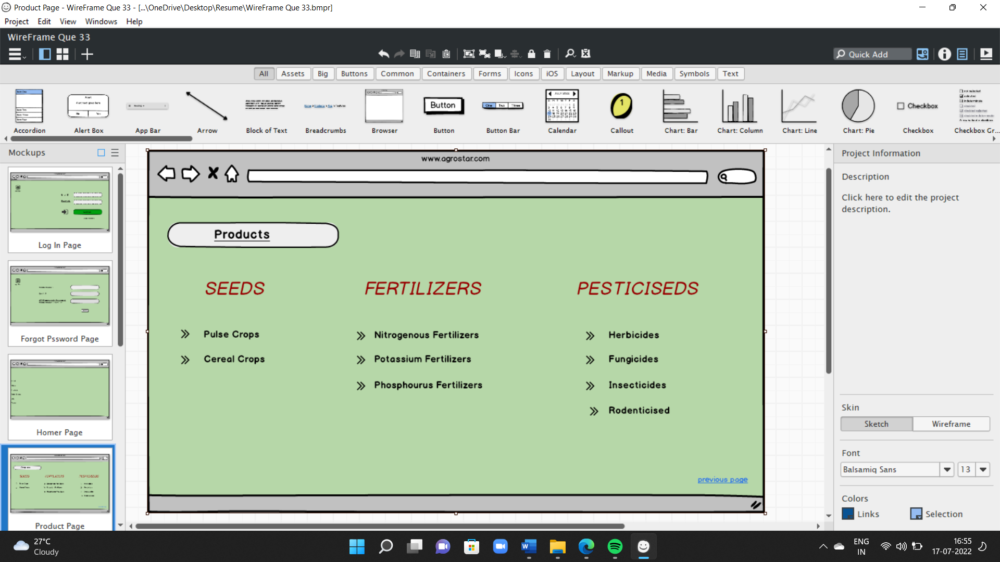 Product Page - WireFrame Que 33 - [...\OneDrive\Desktop\Resume\WireFrame Que 33.bmpr]
Project Edit View Windows Help
WireFrame Que 33
Quick Add
All Assets Big Buttons Common Containers Forms Icons iOS Layout Markup Media Symbols Text
Button
One Two Three
JULY 2022
1
Checkbox
Accordion Alert Box App Bar Arrow Block of Text Breadcrumbs Browser Button Button Bar Calendar Callout Chart: Bar Chart: Column Chart: Line Chart: Pie Checkbox Checkbox Gr...
Mockups
Log In Page
Forgot Pssword Page
Homer Page
Product Page
www.agrostar.com
Products
SEEDS FERTILIZERS PESTICISEDS
Pulse Crops Nitrogenous Fertilizers Herbicides
Cereal Crops Potassium Fertilizers Fungicides
Phosphourus Fertilizers Insecticides
Rodenticised
previous page
Project Information
Description
Click here to edit the project
description.
Skin
Sketch Wireframe
Font
Balsamiq Sans 13
Colors
Links Selection
27°C
Cloudy
ENG
IN
16:55
17-07-2022